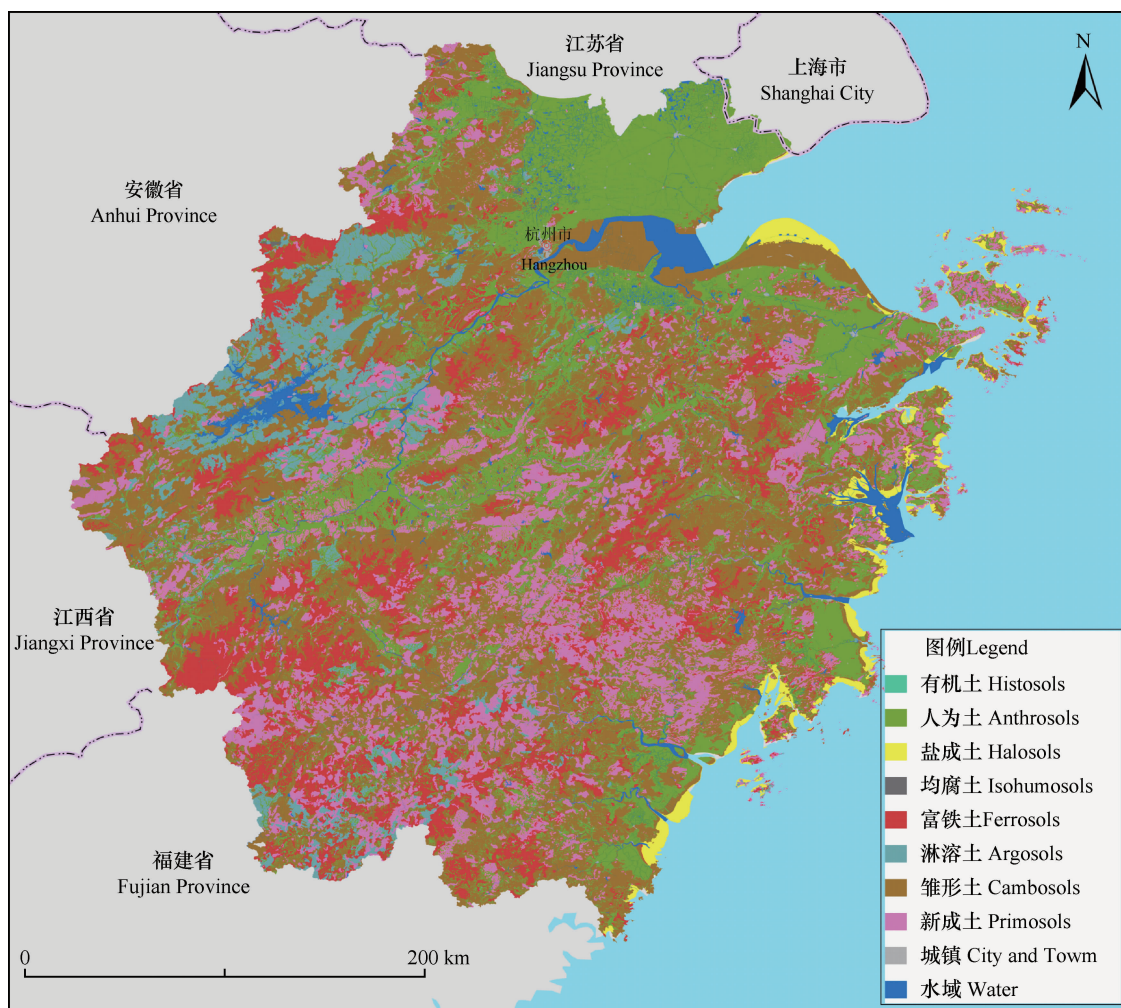 江苏省
Jiangsu Province
上海市
Shanghai City
N
安徽省
Anhui Province
杭州市
Hangzhou
江西省
Jiangxi Province
福建省
Fujian Province
0
200 km
图例Legend
有机土 Histosols
人为土 Anthrosols
盐成土 Halosols
均腐土 Isohumosols
富铁土Ferrosols
淋溶土 Argosols
雏形土 Cambosols
新成土 Primosols
城镇 City and Town
水域 Water